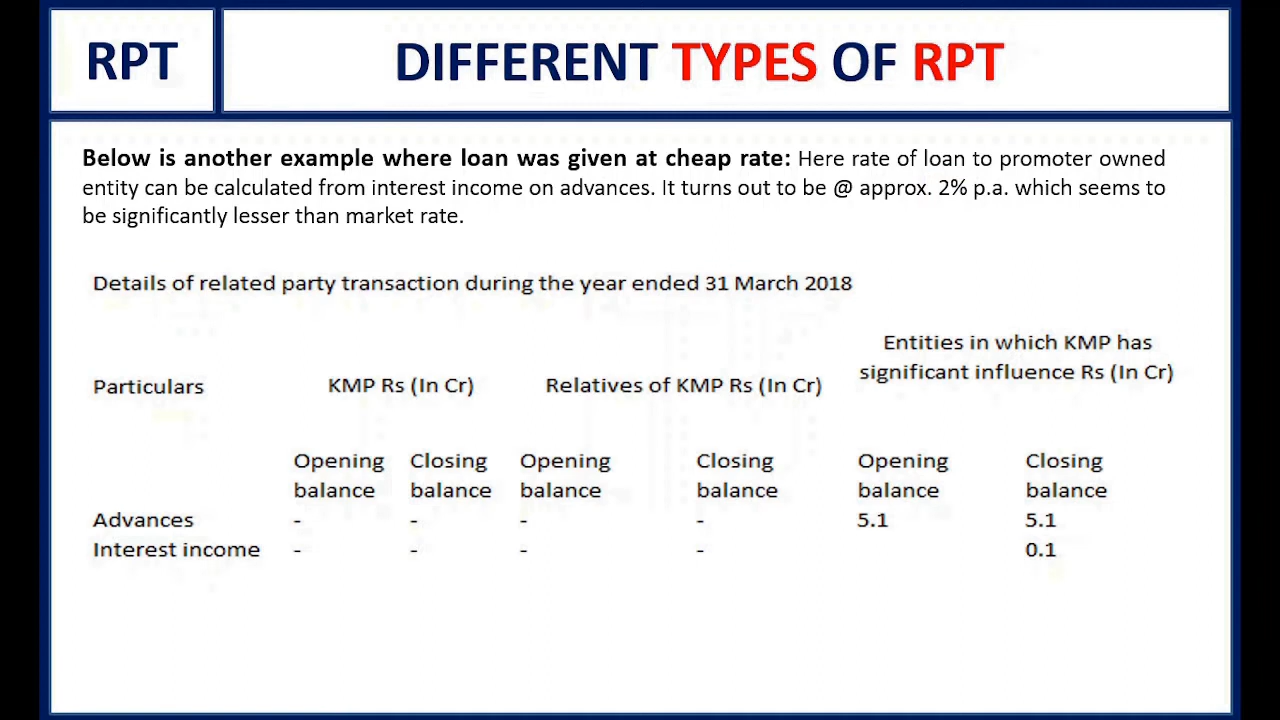 RPT
DIFFERENT TYPES OF RPT
Below is another example where loan was given at cheap rate: Here rate of loan to promoter owned
entity can be calculated from interest income on advances. It turns out to be @ approx. 2% p.a. which seems to
be significantly lesser than market rate.
Details of related party transaction during the year ended 31 March 2018
Entities in which KMP has
significant influence Rs (In Cr)
Particulars KMP Rs (In Cr) Relatives of KMP Rs (In Cr)
Opening Closing Opening Closing Opening Closing
balance balance balance balance balance balance
Advances - - - - 5.1 5.1
Interest income - - - - 0.1